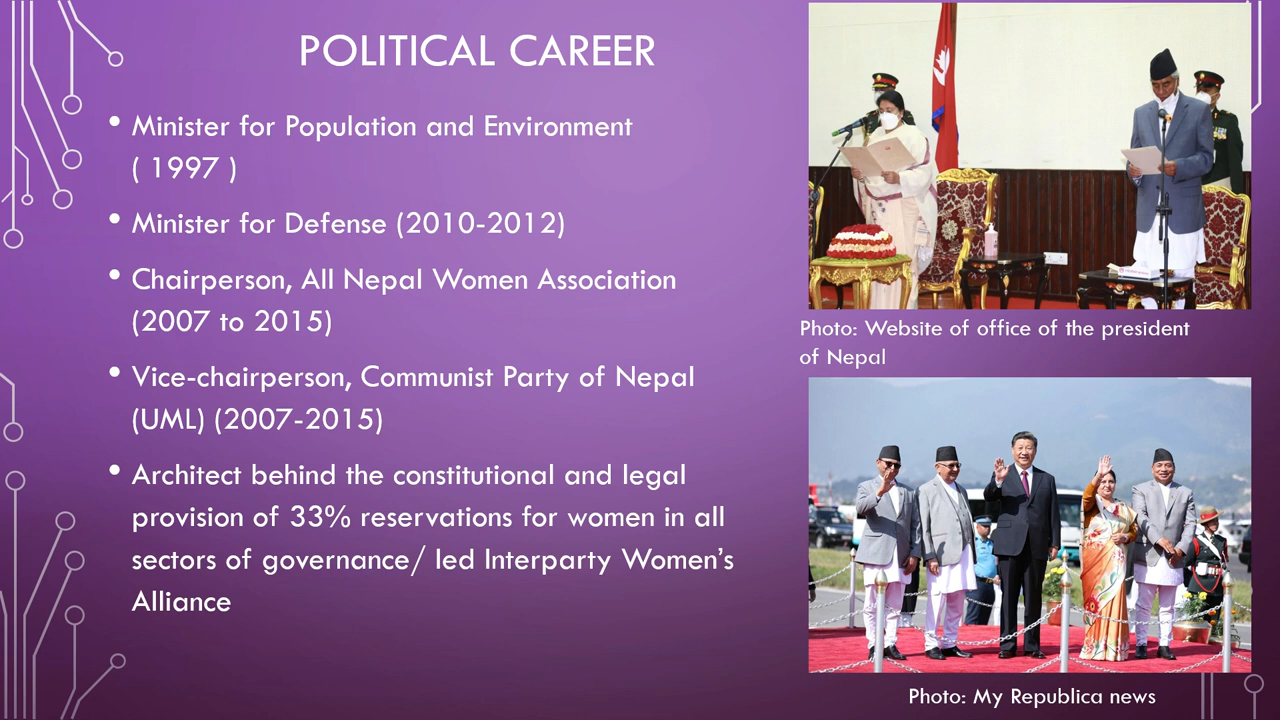 POLITICAL CAREER
• Minister for Population and Environment
( 1997 )
• Minister for Defense (2010-2012)
• Chairperson, All Nepal Women Association
(2007 to 2015)
• Vice-chairperson, Communist Party of Nepal
(UML) (2007-2015)
• Architect behind the constitutional and legal
provision of 33% reservations for women in all
sectors of governance/ led Interparty Women’s
Alliance
Photo: Website of office of the president
of Nepal
Photo: My Republica news